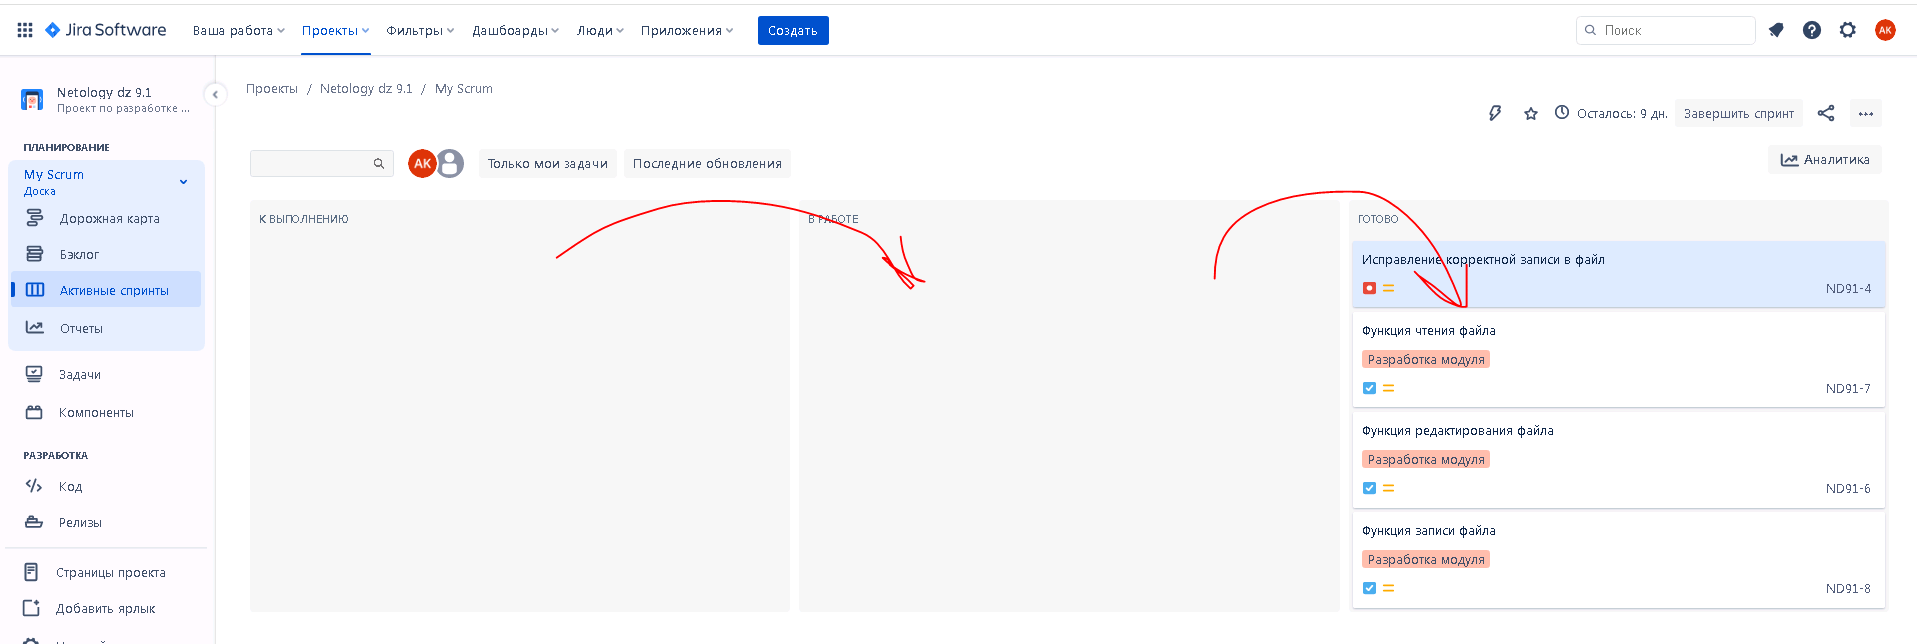 Jira Software Ваша работа Проекты Фильтры Дашборды Люди Приложения Создать Поиск АК
Netology dz 9.1
Проект по разработке ...
ПЛАНИРОВАНИЕ
My Scrum
Доска
Дорожная карта
Бэклог
Активные спринты
Отчеты
Задачи
Компоненты
РАЗРАБОТКА
Код
Релизы
Страницы проекта
Добавить ярлык
Проекты / Netology dz 9.1 / My Scrum
Осталось: 9 дн. Завершить спринт
АК Только мои задачи Последние обновления Аналитика
К ВЫПОЛНЕНИЮ
В РАБОТЕ
ГОТОВО
Исправление корректной записи в файл
ND91-4
Функция чтения файла
Разработка модуля
ND91-7
Функция редактирования файла
Разработка модуля
ND91-6
Функция записи файла
Разработка модуля
ND91-8